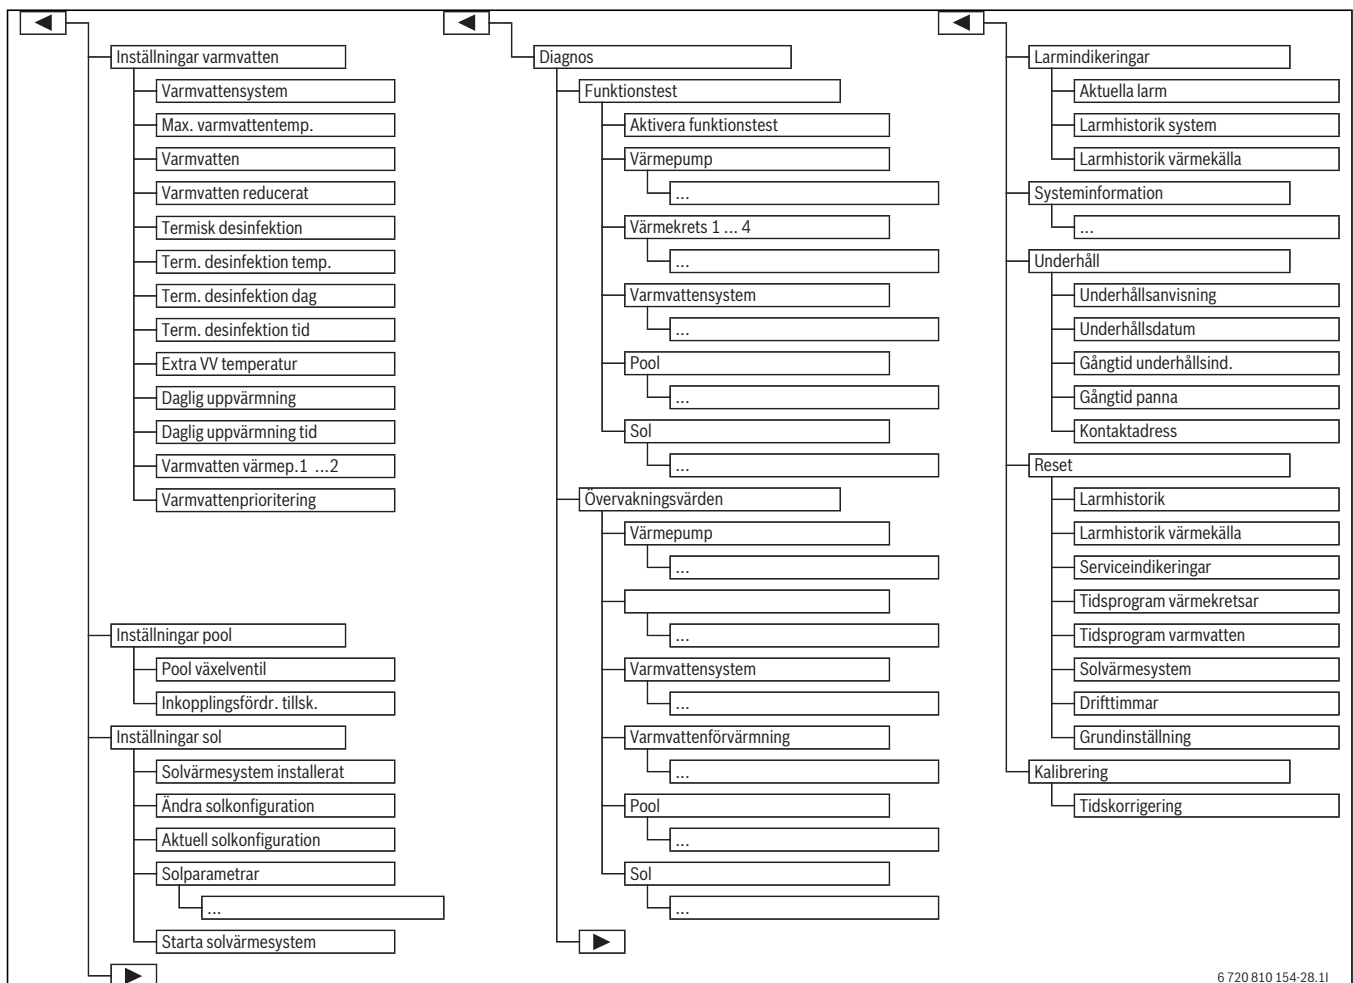 Inställningar varmvatten
Varmvattensystem
Max. varmvattentemp.
Varmvatten
Varmvatten reducerat
Termisk desinfektion
Term. desinfektion temp.
Term. desinfektion dag
Term. desinfektion tid
Extra VV temperatur
Daglig uppvärmning
Daglig uppvärmning tid
Varmvatten värmep.1 ...2
Varmvattenprioritering
Inställningar pool
Pool växelventil
Inkopplingsfördr. tillsk.
Inställningar sol
Solvärmesystem installerat
Ändra solkonfiguration
Aktuell solkonfiguration
Solparametrar
...
Starta solvärmesystem
Diagnos
Funktionstest
Aktivera funktionstest
Värmepump
...
Värmekrets 1 ... 4
...
Varmvattensystem
...
Pool
...
Sol
...
Övervakningsvärden
Värmepump
...
...
Varmvattensystem
...
Varmvattenförvärmning
...
Pool
...
Sol
...
Larmindikeringar
Aktuella larm
Larmhistorik system
Larmhistorik värmekälla
Systeminformation
...
Underhåll
Underhållsanvisning
Underhållsdatum
Gångtid underhållsind.
Gångtid panna
Kontaktadress
Reset
Larmhistorik
Larmhistorik värmekälla
Serviceindikeringar
Tidsprogram värmekretsar
Tidsprogram varmvatten
Solvärmesystem
Drifttimmar
Grundinställning
Kalibrering
Tidskorrigering
6 720 810 154-28.1I